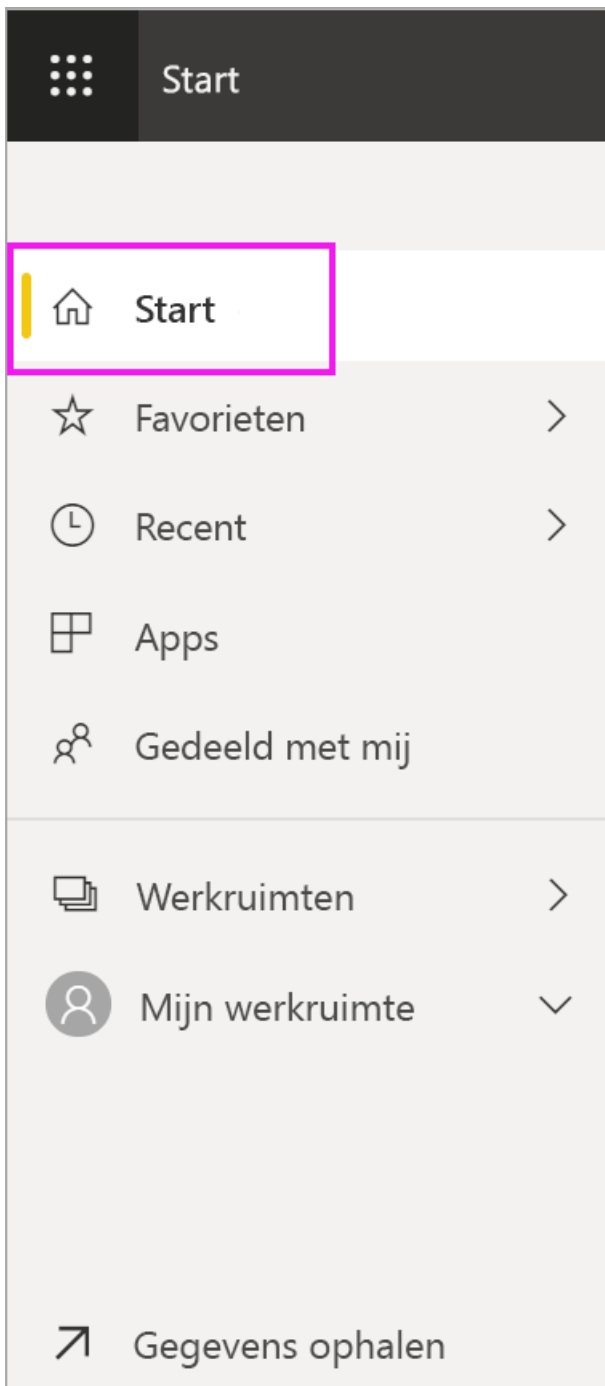 Start
Start
Favorieten
Recent
Apps
Gedeeld met mij
Werkruimten
Mijn werkruimte
Gegevens ophalen